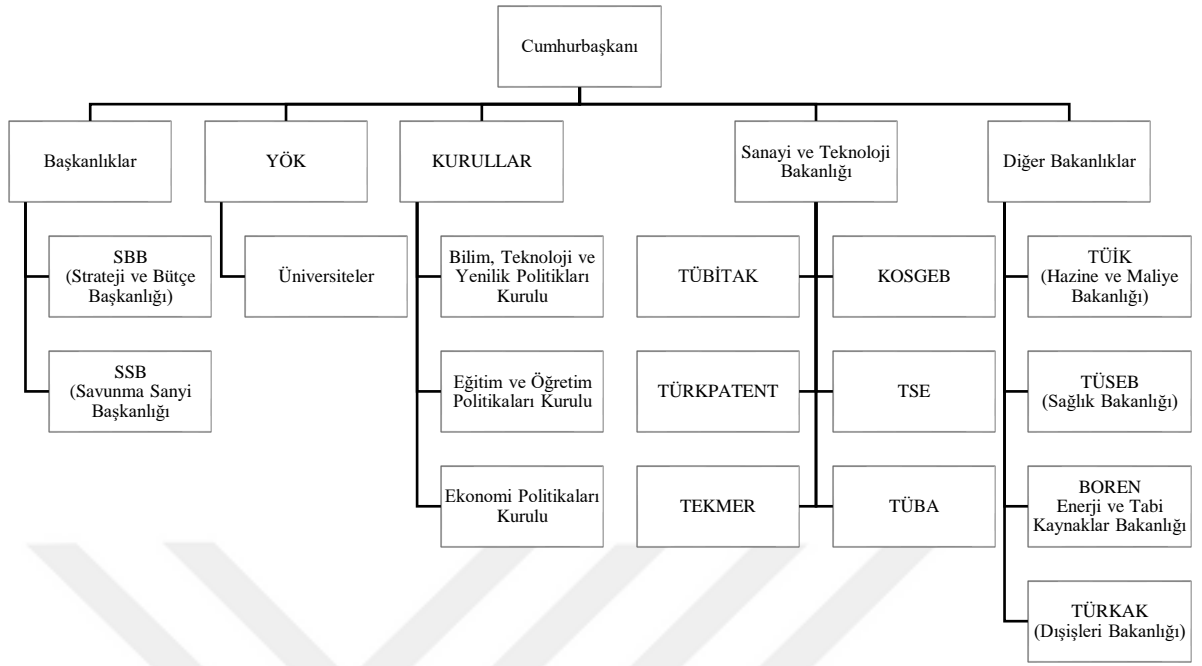 Cumhurbaşkanı
Başkanlıklar
YÖK
KURULLAR
Sanayi ve Teknoloji
Bakanlığı
Diğer Bakanlıklar
SBB
(Strateji ve Bütçe
Başkanlığı)
SSB
(Savunma Sanyi
Başkanlığı
Üniversiteler
Bilim, Teknoloji ve
Yenilik Politikları
Kurulu
Eğitim ve Öğretim
Politikaları Kurulu
Ekonomi Politikaları
Kurulu
TÜBİTAK
KOSGEB
TÜRKPATENT
TSE
TEKMER
TÜBA
TÜİK
(Hazine ve Maliye
Bakanlığı)
TÜSEB
(Sağlık Bakanlığı)
BOREN
Enerji ve Tabi
Kaynaklar Bakanlığı
TÜRKAK
(Dışişleri Bakanlığı)